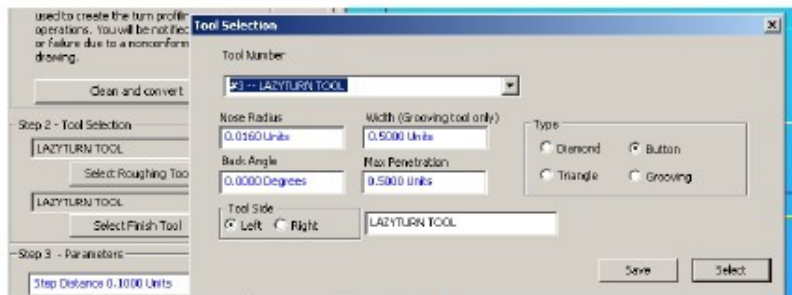 used to create the turn profil
operations. You will be notified
or failure due to a nonconform
drawing.
Clean and convert
Step 2 - Tool Selection
LAZYTURN TOOL
Select Roughing Too
LAZYTURN TOOL
Select Finish Tool
Step 3 - Parameters
Step Distance 0.1000 Units
Tool Selection
Tool Number
#3 -- LAZYTURN TOOL
Nose Radius
Width (Grooving tool only)
0.0160 Units
0.5000 Units
Back Angle
Max Penetration
0.0000 Degrees
0.5000 Units
Type
Diamond
Button
Triangle
Grooving
Tool Side
Left
Right
LAZYTURN TOOL
Save
Select